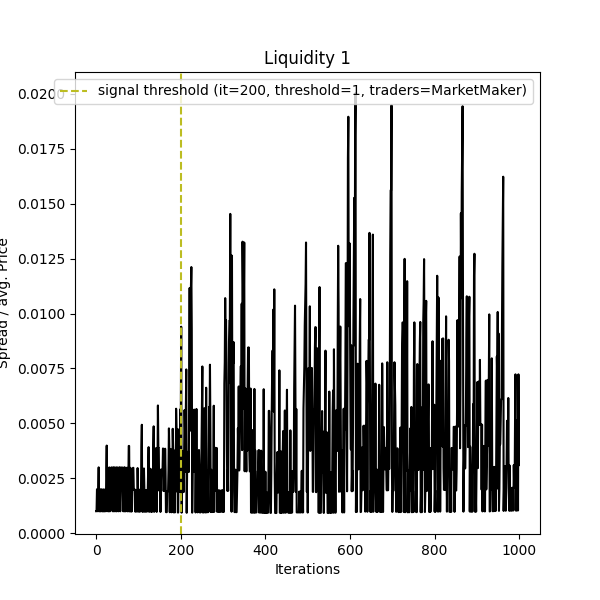 Liquidity 1
signal threshold (it=200, threshold=1, traders=MarketMaker)
0.0200
0.0175
0.0150
0.0125
0.0100
0.0075
0.0050
0.0025
0.0000
Spread / avg. Price
0 200 400 600 800 1000
Iterations